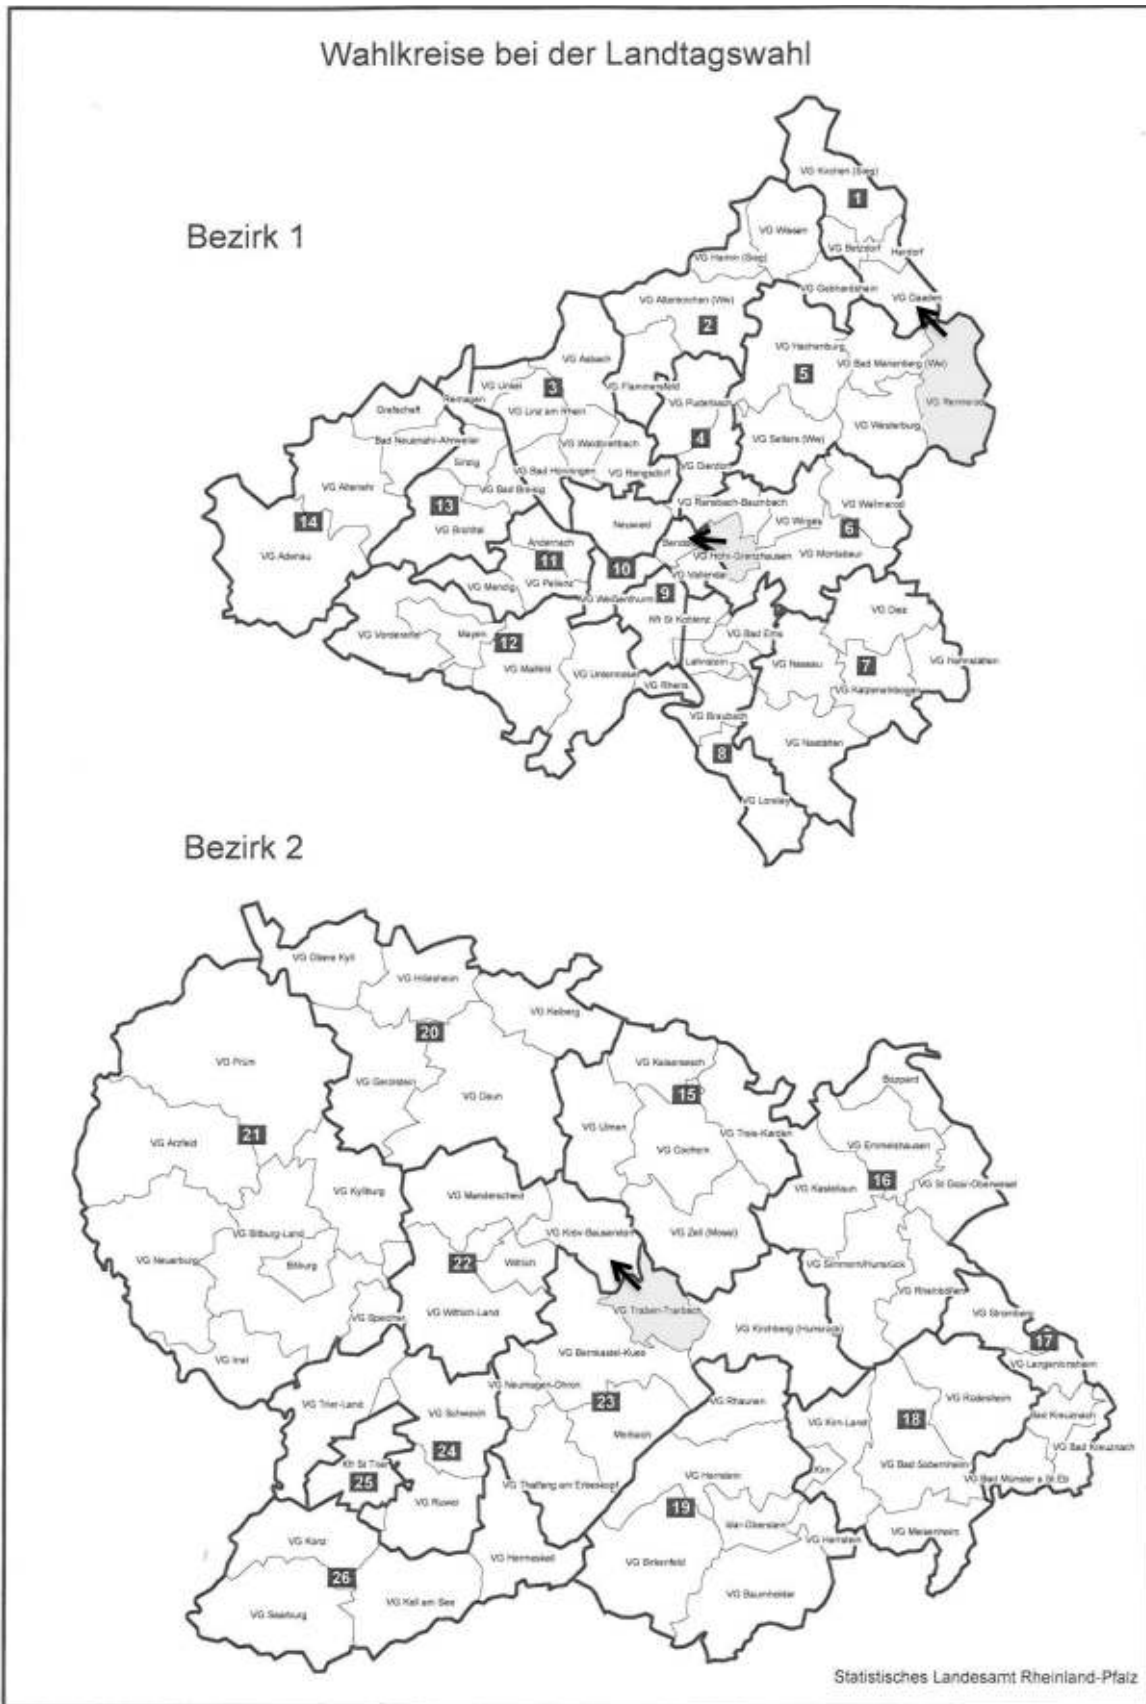 Wahlkreise bei der Landtagswahl
Bezirk 1
VG Kirchen (Sieg)
1
VG Wissen
VG Betzdorf
Herdorf
VG Hamm (Sieg)
VG Gebhardshain
VG Daaden
VG Altenkirchen (Ww)
2
VG Hachenburg
VG Asbach
VG Bad Marienberg (Ww)
5
VG Unkel
3
VG Flammersfeld
VG Rennerod
Remagen
VG Puderbach
Grafschaft
VG Linz am Rhein
VG Westerburg
Bad Neuenahr-Ahrweiler
VG Waldbreitbach
4
VG Selters (Ww)
Sinzig
VG Bad Hönningen
VG Rengsdorf
VG Dierdorf
VG Altenahr
VG Bad Breisig
VG Ransbach-Baumbach
VG Wallmerod
13
14
Neuwied
VG Wirges
6
VG Brohltal
Andernach
VG Höhr-Grenzhausen
VG Montabaur
VG Adenau
11
10
VG Vallendar
VG Mendig
VG Pellenz
VG Weißenthurm
9
VG Diez
Kfr St Koblenz
VG Vordereifel
Mayen
12
VG Bad Ems
Lahnstein
VG Nassau
7
VG Hahnstätten
VG Maifeld
VG Untermosel
VG Rhens
VG Katzenelnbogen
VG Braubach
VG Nastätten
8
VG Loreley
Bezirk 2
VG Obere Kyll
VG Hillesheim
VG Kelberg
20
VG Prüm
VG Kaisersesch
VG Gerolstein
VG Daun
15
Boppard
VG Ulmen
VG Treis-Karden
21
VG Arzfeld
VG Cochem
VG Emmelshausen
16
VG Kastellaun
VG St Goar-Oberwesel
VG Kyllburg
VG Manderscheid
VG Bitburg-Land
VG Kröv-Bausendorf
VG Zell (Mosel)
VG Neuerburg
Bitburg
22
Wittlich
VG Simmern/Hunsrück
VG Rheinböllen
VG Speicher
VG Wittlich-Land
VG Traben-Trarbach
VG Stromberg
VG Kirchberg (Hunsrück)
17
VG Irrel
VG Bernkastel-Kues
VG Langenlonsheim
VG Neumagen-Dhron
VG Trier-Land
VG Schweich
23
VG Rhaunen
VG Rüdesheim
VG Kirn-Land
18
Bad Kreuznach
24
Morbach
VG Bad Kreuznach
Kfr St Trier
VG Bad Sobernheim
25
Kirn
VG Bad Münster a St Eb
VG Thalfang am Erbeskopf
VG Herrstein
VG Ruwer
19
Idar-Oberstein
VG Konz
VG Herrstein
VG Meisenheim
VG Hermeskeil
VG Birkenfeld
26
VG Saarburg
VG Kell am See
VG Baumholder
Statistisches Landesamt Rheinland-Pfalz